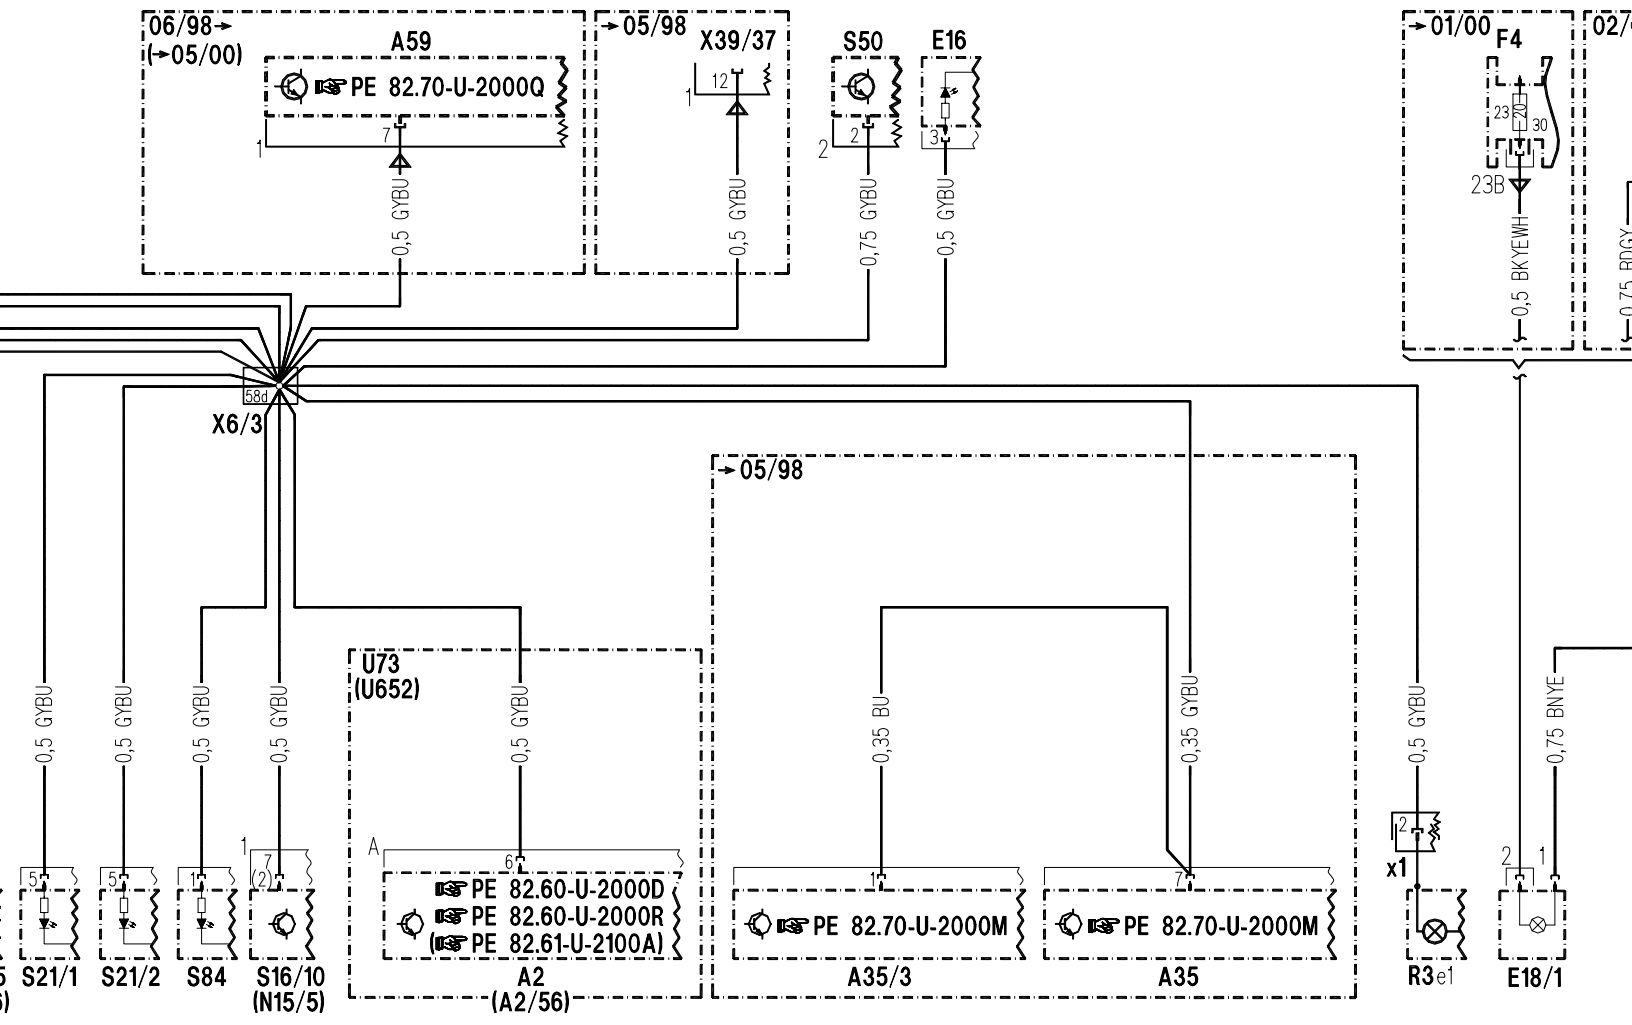 06/98→
(→05/00)
A59
☞ PE 82.70-U-2000Q
7
1
0,5 GYBU
→05/98
X39/37
12
1
0,5 GYBU
S50
2
2
0,75 GYBU
E16
3
0,5 GYBU
→01/00
F4
23
20
30
23B
0,5 BKYEWH
02/
0,75 RDGY
58d
X6/3
→05/98
U73
(U652)
0,5 GYBU
0,5 GYBU
0,5 GYBU
0,5 GYBU
0,5 GYBU
0,35 BU
0,35 GYBU
0,5 GYBU
0,75 BNYE
5
5
1
1
7
(2)
A
6
1
7
2
x1
2
1
☞ PE 82.60-U-2000D
☞ PE 82.60-U-2000R
(☞ PE 82.61-U-2100A)
☞ PE 82.70-U-2000M
☞ PE 82.70-U-2000M
5
S21/1
S21/2
S84
S16/10
(N15/5)
A2
(A2/56)
A35/3
A35
R3e1
E18/1